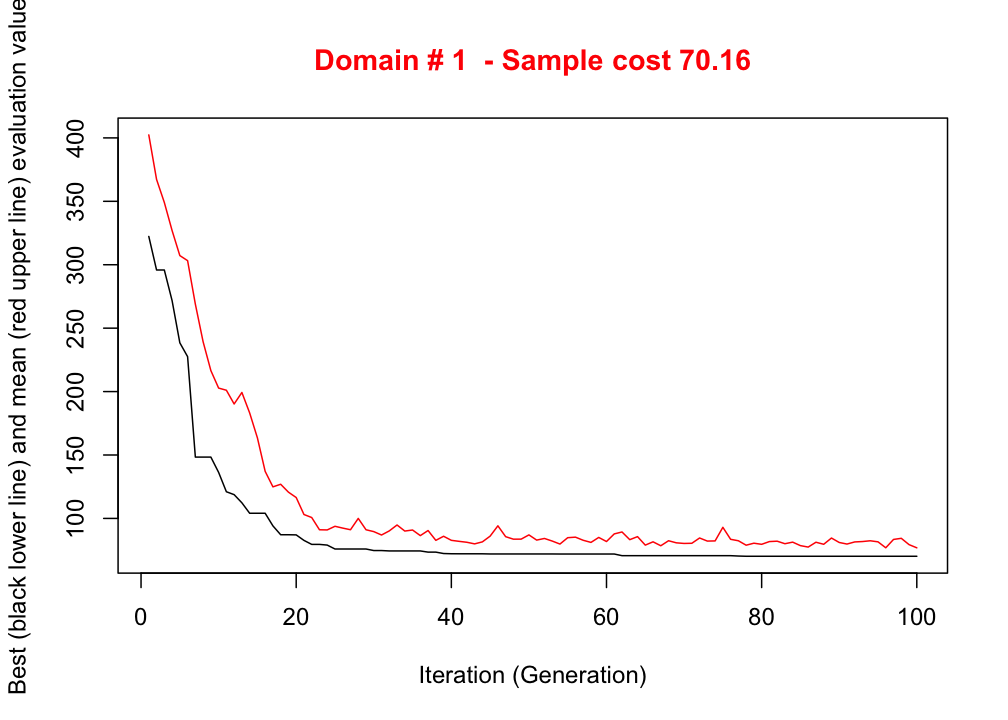 Domain # 1 - Sample cost 70.16
Best (black lower line) and mean (red upper line) evaluation value
400
350
300
250
200
150
100
0 20 40 60 80 100
Iteration (Generation)